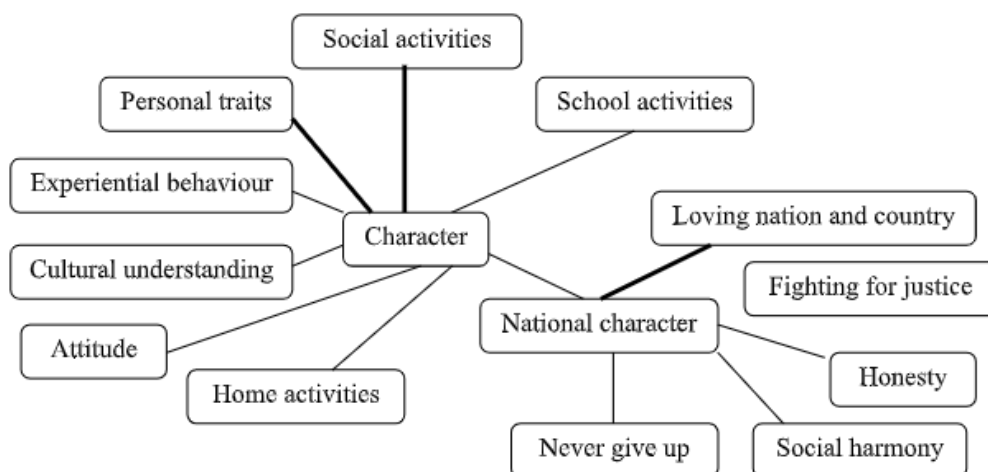 Social activities
Personal traits
School activities
Experiential behaviour
Loving nation and country
Character
Cultural understanding
Fighting for justice
National character
Attitude
Honesty
Home activities
Never give up
Social harmony